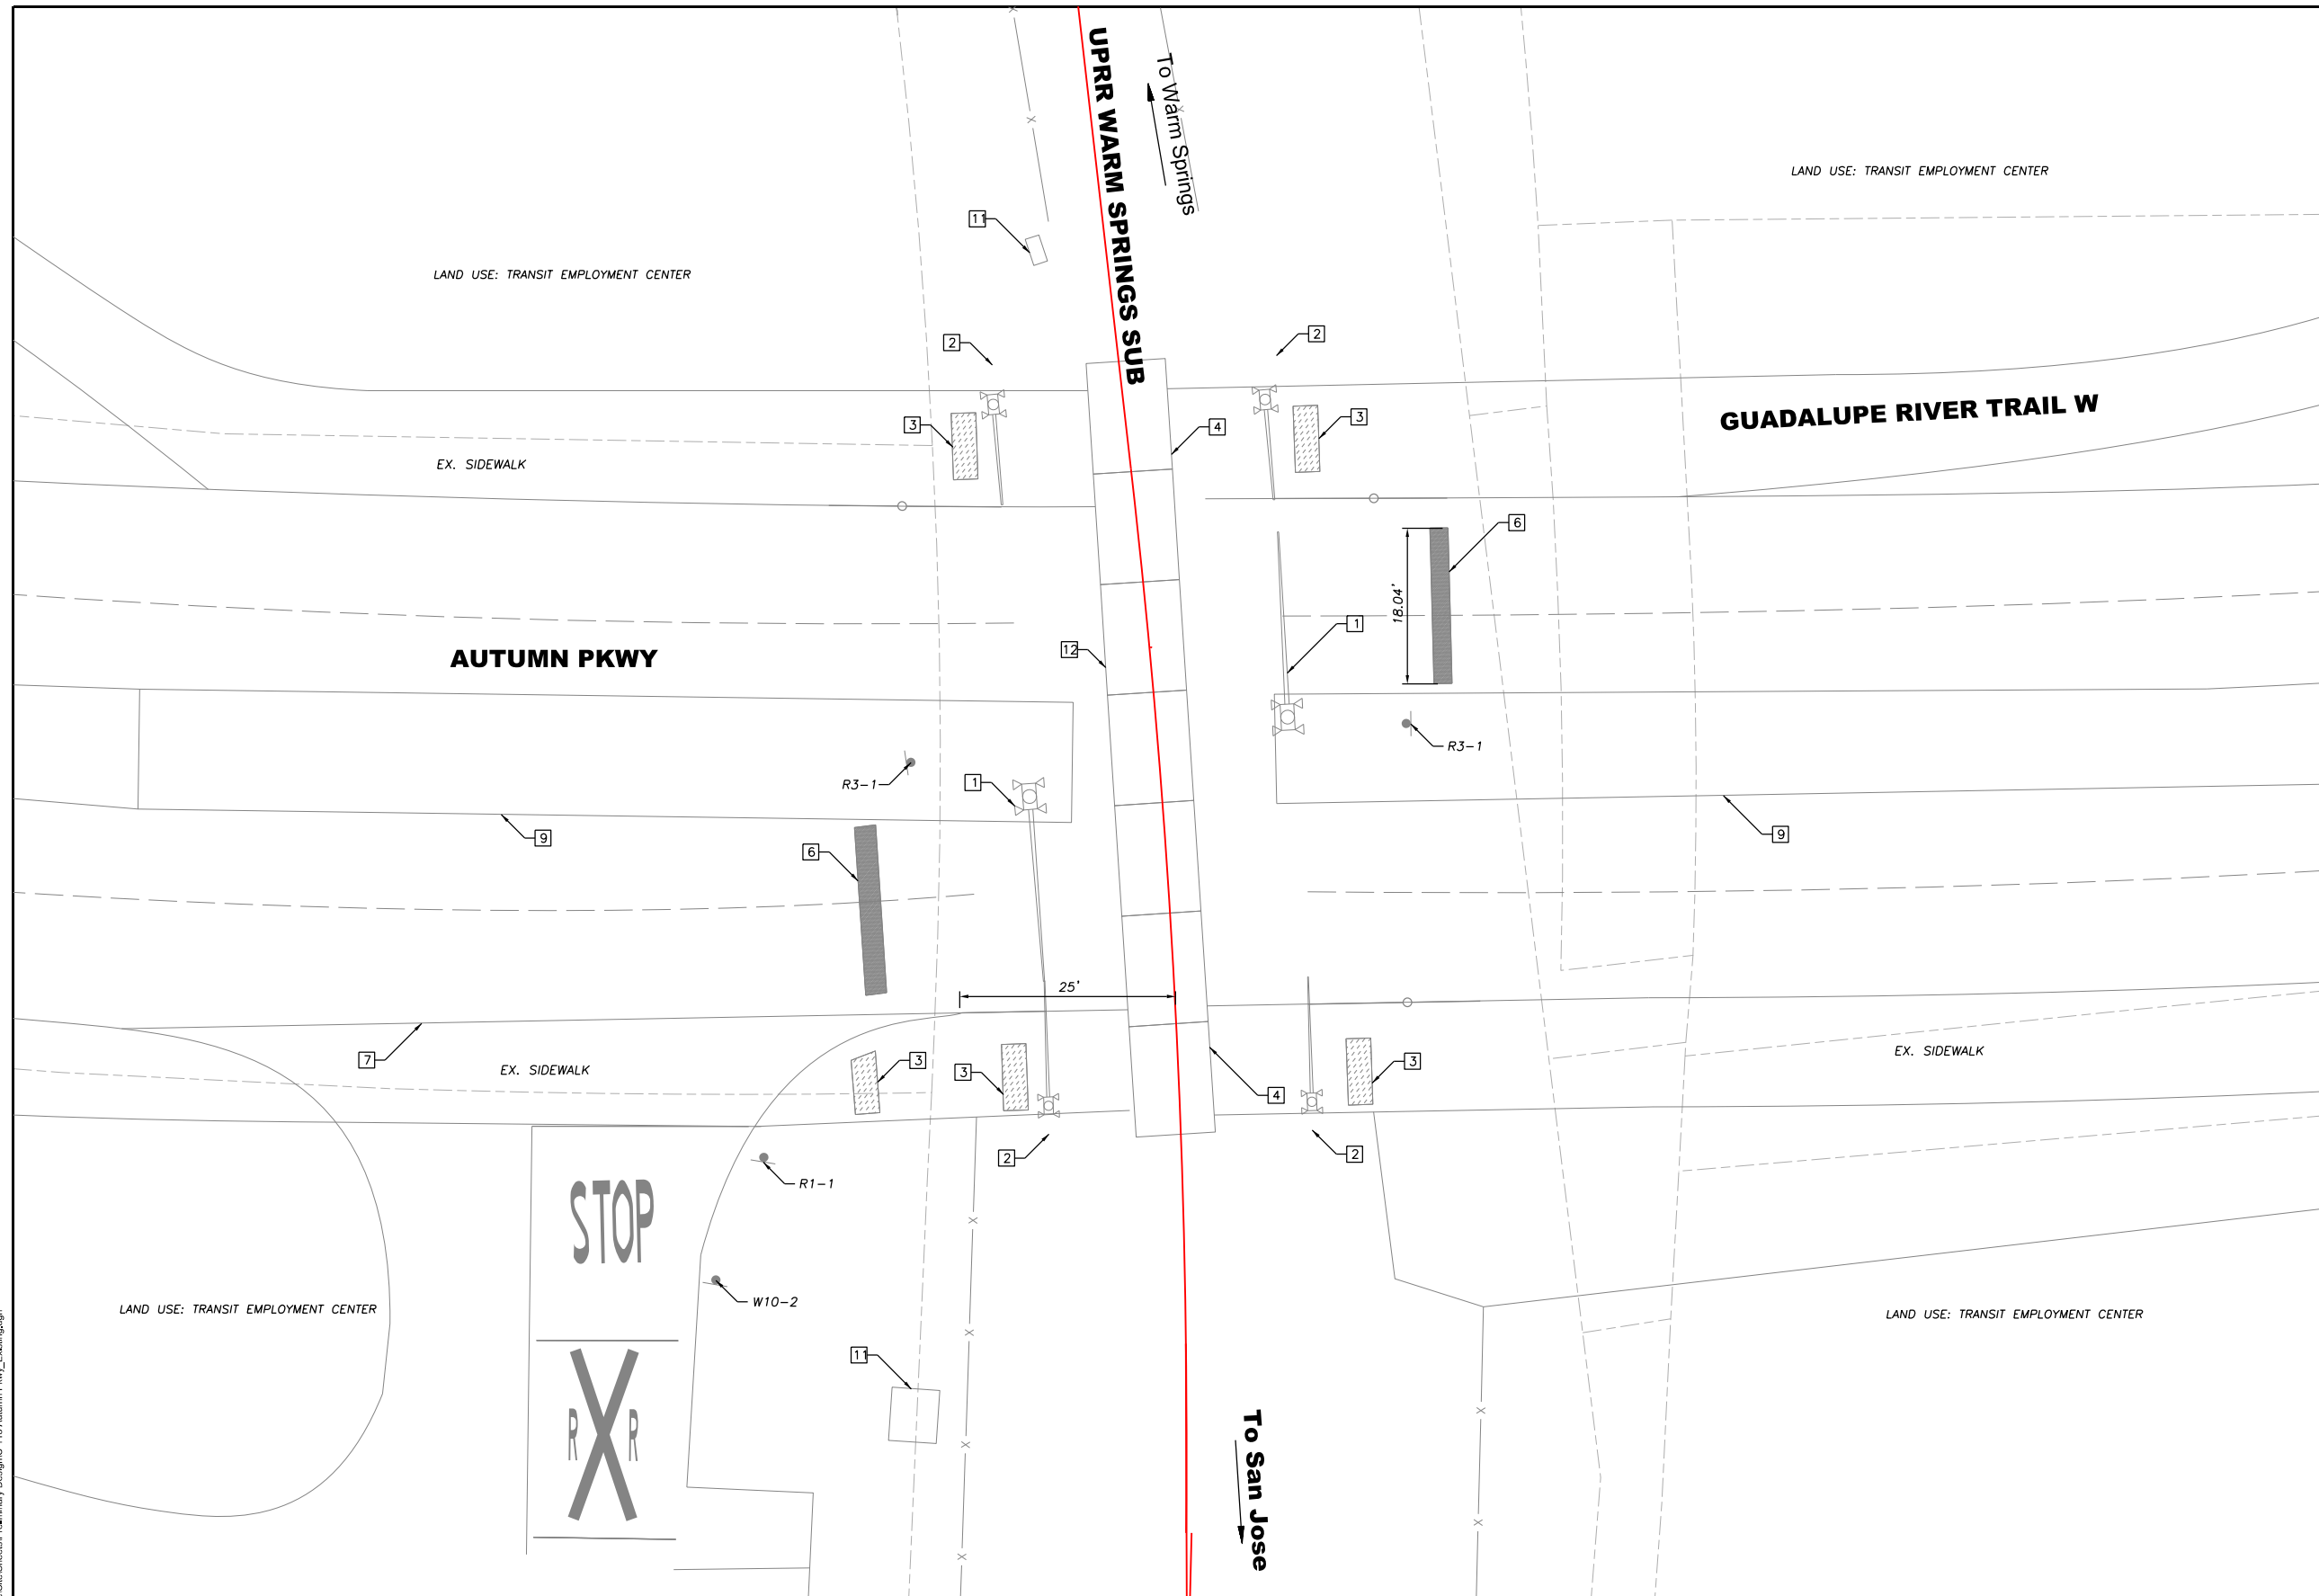 UPRR WARM SPRINGS SUB
To Warm Springs
LAND USE: TRANSIT EMPLOYMENT CENTER
11
LAND USE: TRANSIT EMPLOYMENT CENTER
2
2
3
4
3
GUADALUPE RIVER TRAIL W
EX. SIDEWALK
6
18.04'
1
12
AUTUMN PKWY
R3-1
R3-1
1
9
9
6
25'
7
3
3
3
EX. SIDEWALK
EX. SIDEWALK
4
2
2
R1-1
STOP
W10-2
LAND USE: TRANSIT EMPLOYMENT CENTER
LAND USE: TRANSIT EMPLOYMENT CENTER
11
R X R
To San Jose